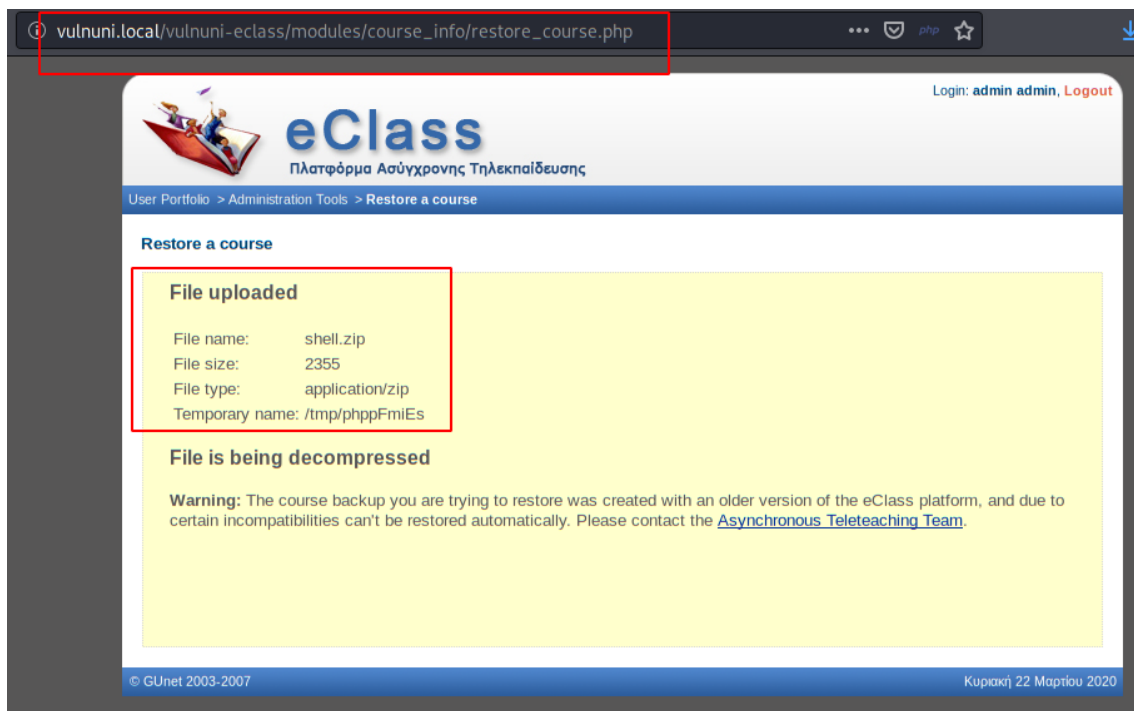 vulnuni.local/vulnuni-eclass/modules/course_info/restore_course.php
php
Login: admin admin, Logout
eClass
Πλατφόρμα Ασύγχρονης Τηλεκπαίδευσης
User Portfolio > Administration Tools > Restore a course
Restore a course
File uploaded
File name: shell.zip
File size: 2355
File type: application/zip
Temporary name: /tmp/phppFmiEs
File is being decompressed
Warning: The course backup you are trying to restore was created with an older version of the eClass platform, and due to
certain incompatibilities can't be restored automatically. Please contact the Asynchronous Teleteaching Team.
© GUnet 2003-2007 Κυριακή 22 Μαρτίου 2020